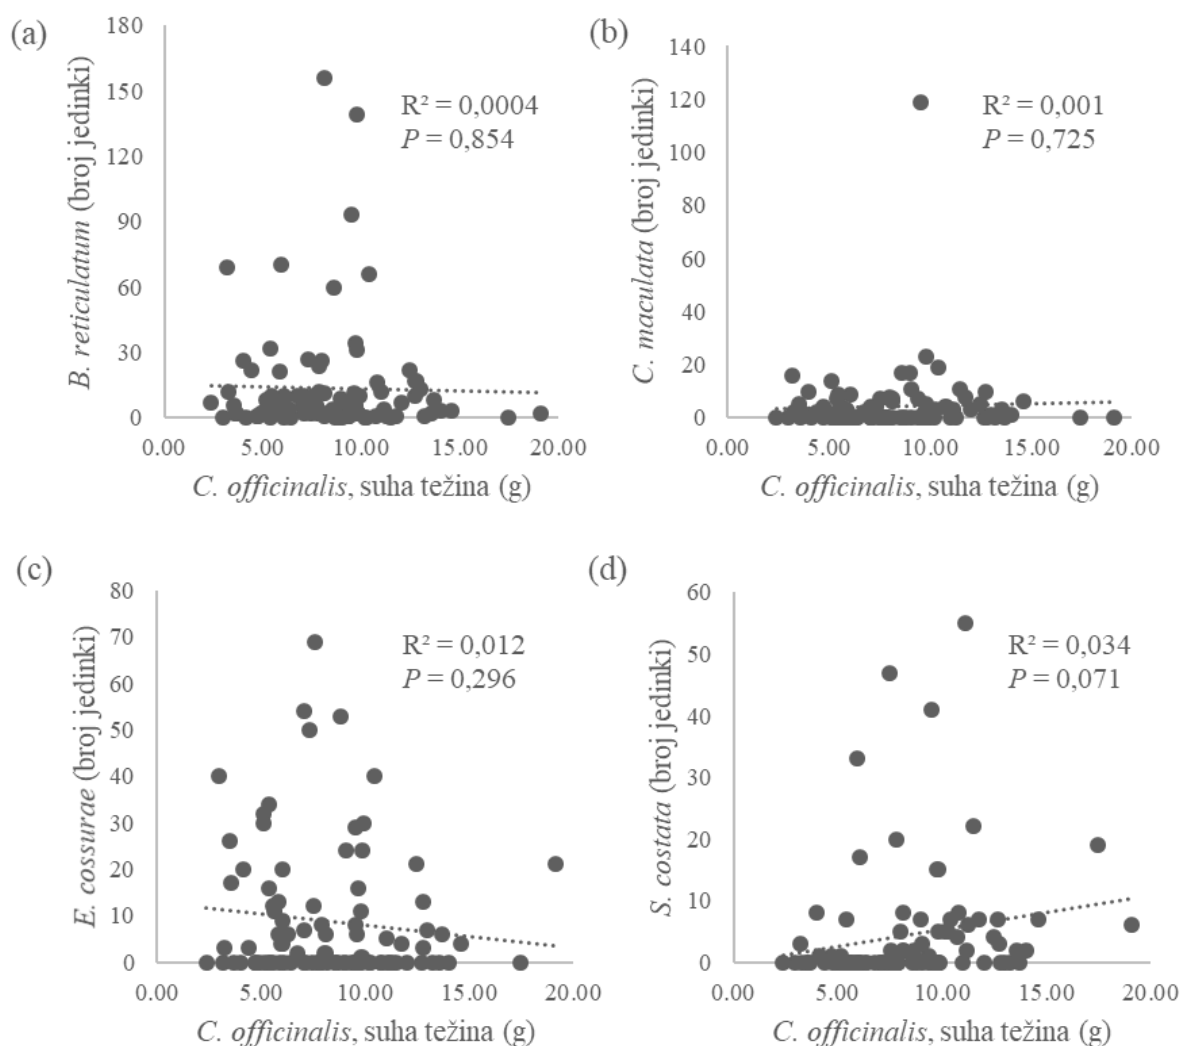 (a)
180
150
120
90
60
30
0
B. reticulatum (broj jedinki)
R² = 0,0004
P = 0,854
0.00 5.00 10.00 15.00 20.00
C. officinalis, suha težina (g)
(b)
140
120
100
80
60
40
20
0
C. maculata (broj jedinki)
R² = 0,001
P = 0,725
0.00 5.00 10.00 15.00 20.00
C. officinalis, suha težina (g)
(c)
80
70
60
50
40
30
20
10
0
E. cossurae (broj jedinki)
R² = 0,012
P = 0,296
0.00 5.00 10.00 15.00 20.00
C. officinalis, suha težina (g)
(d)
60
50
40
30
20
10
0
S. costata (broj jedinki)
R² = 0,034
P = 0,071
0.00 5.00 10.00 15.00 20.00
C. officinalis, suha težina (g)